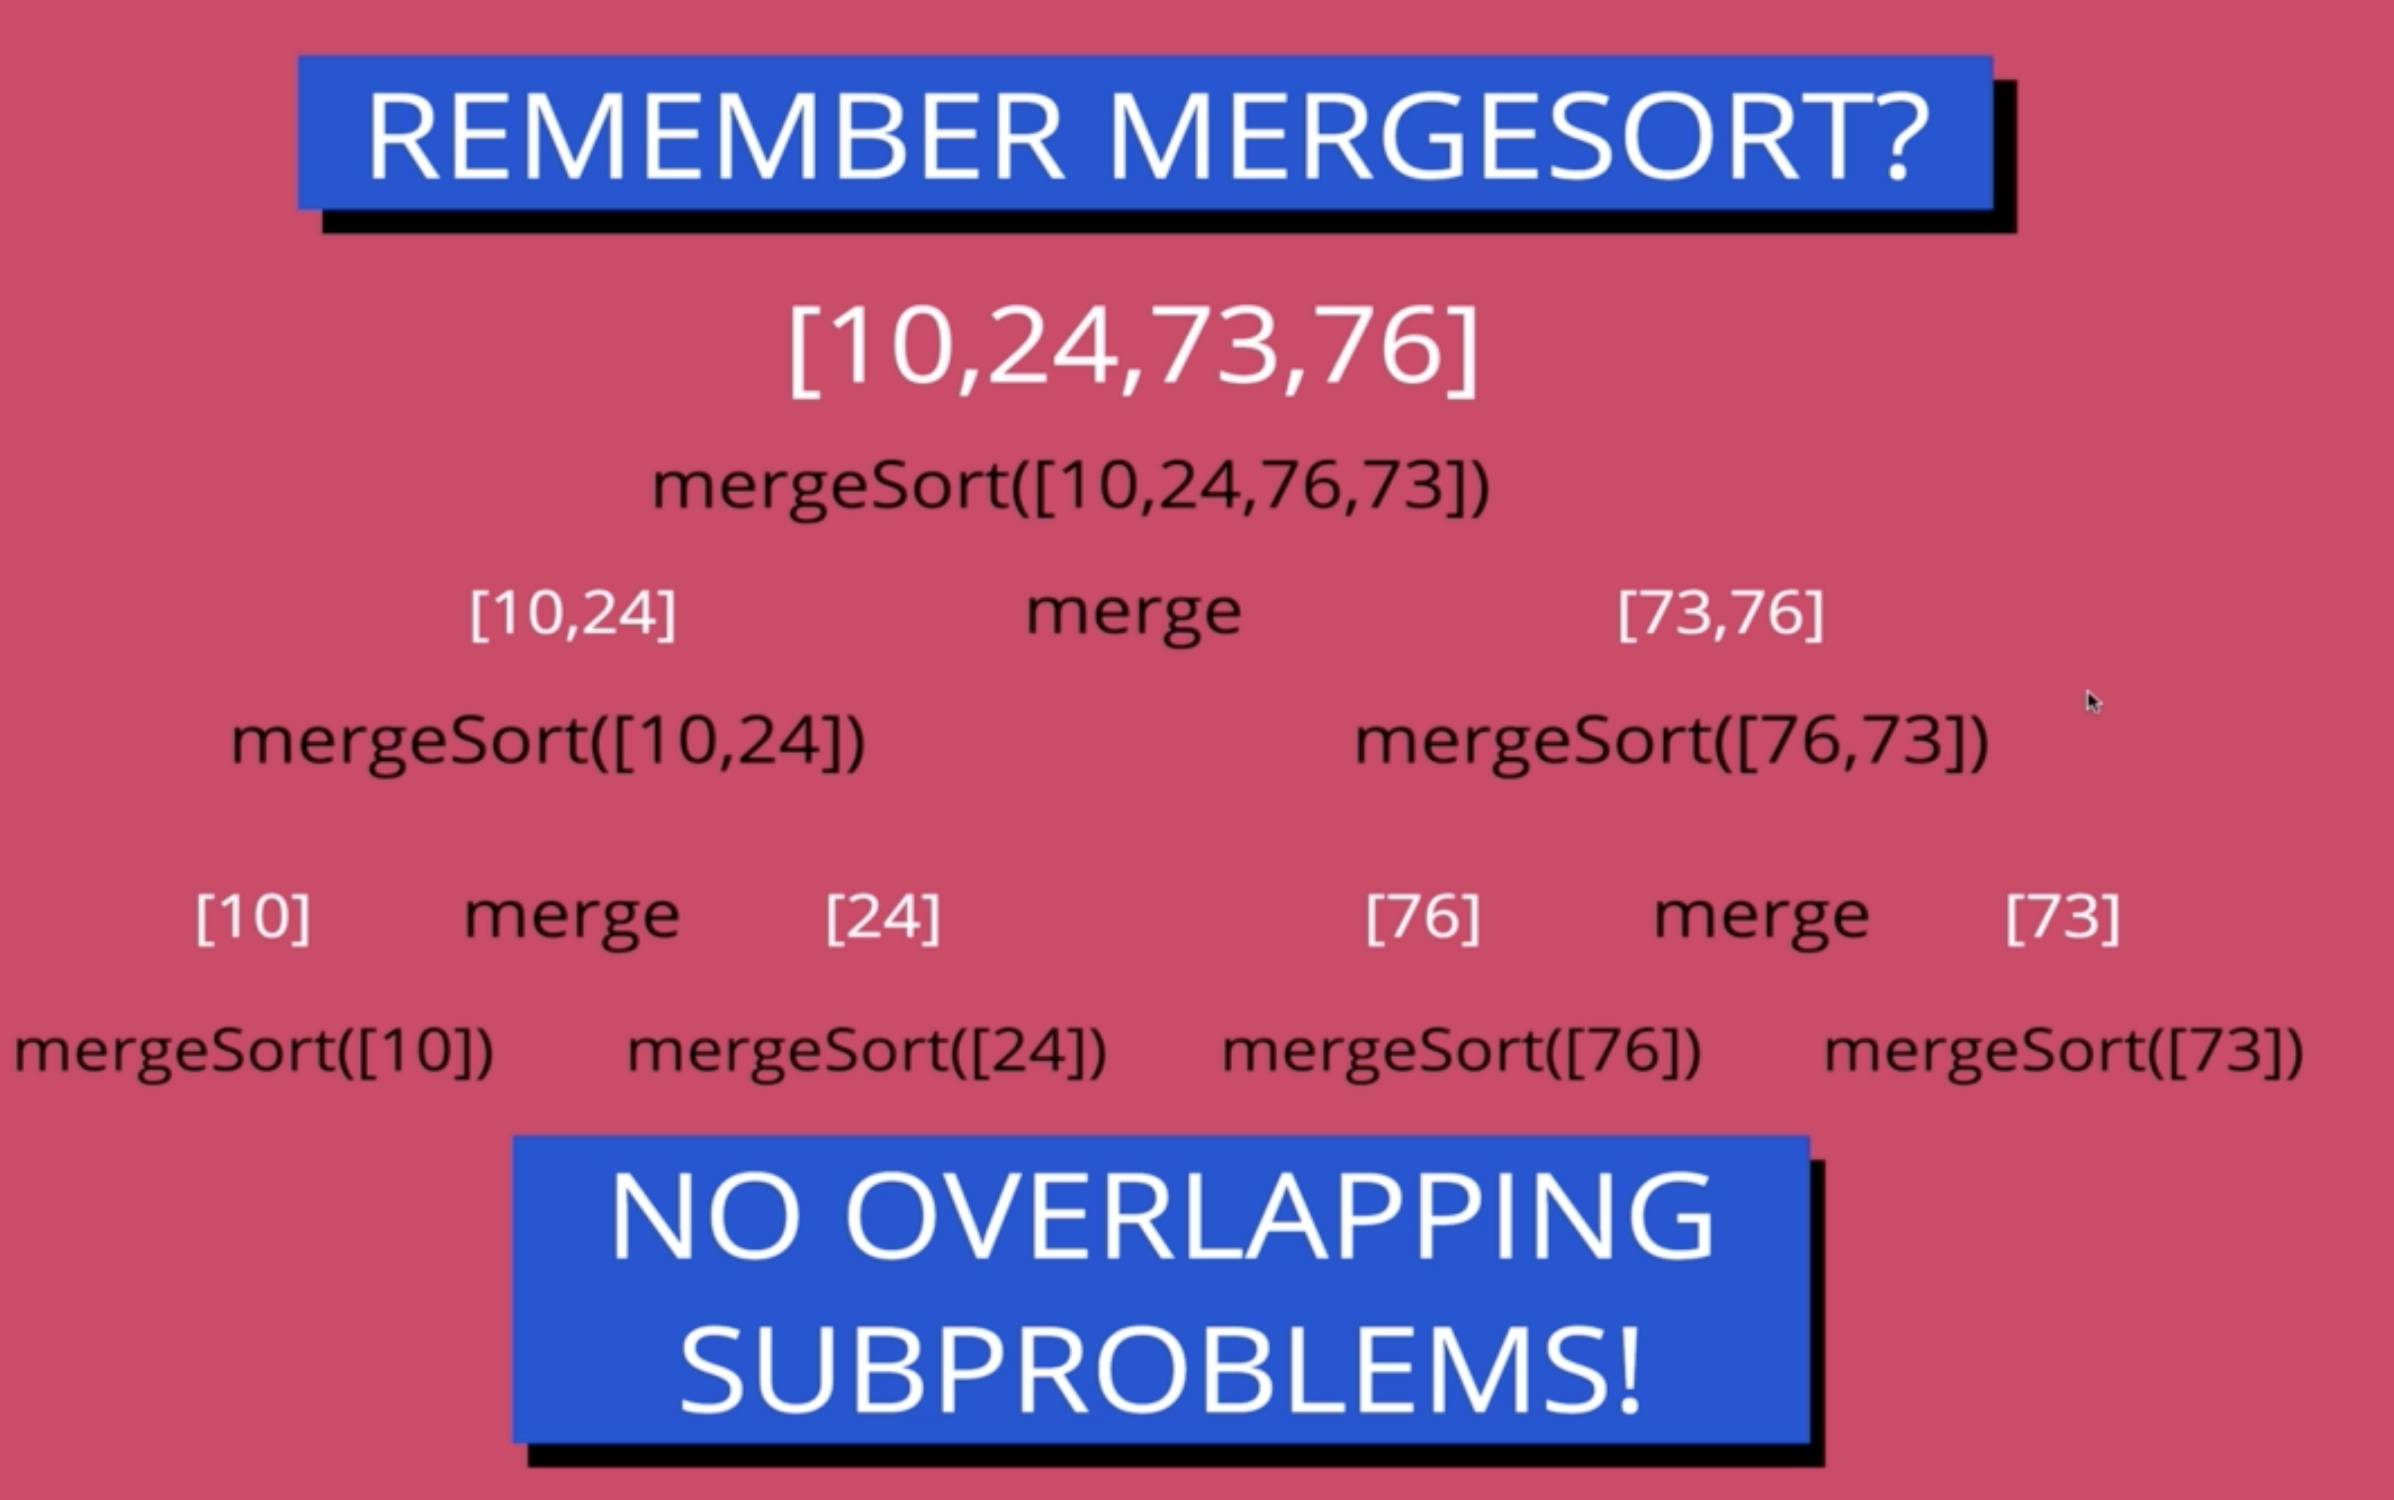 REMEMBER MERGESORT?
[10,24,73,76]
mergeSort([10,24,76,73])
[10,24] merge [73,76]
mergeSort([10,24]) mergeSort([76,73])
[10] merge [24] [76] merge [73]
mergeSort([10]) mergeSort([24]) mergeSort([76]) mergeSort([73])
NO OVERLAPPING
SUBPROBLEMS!